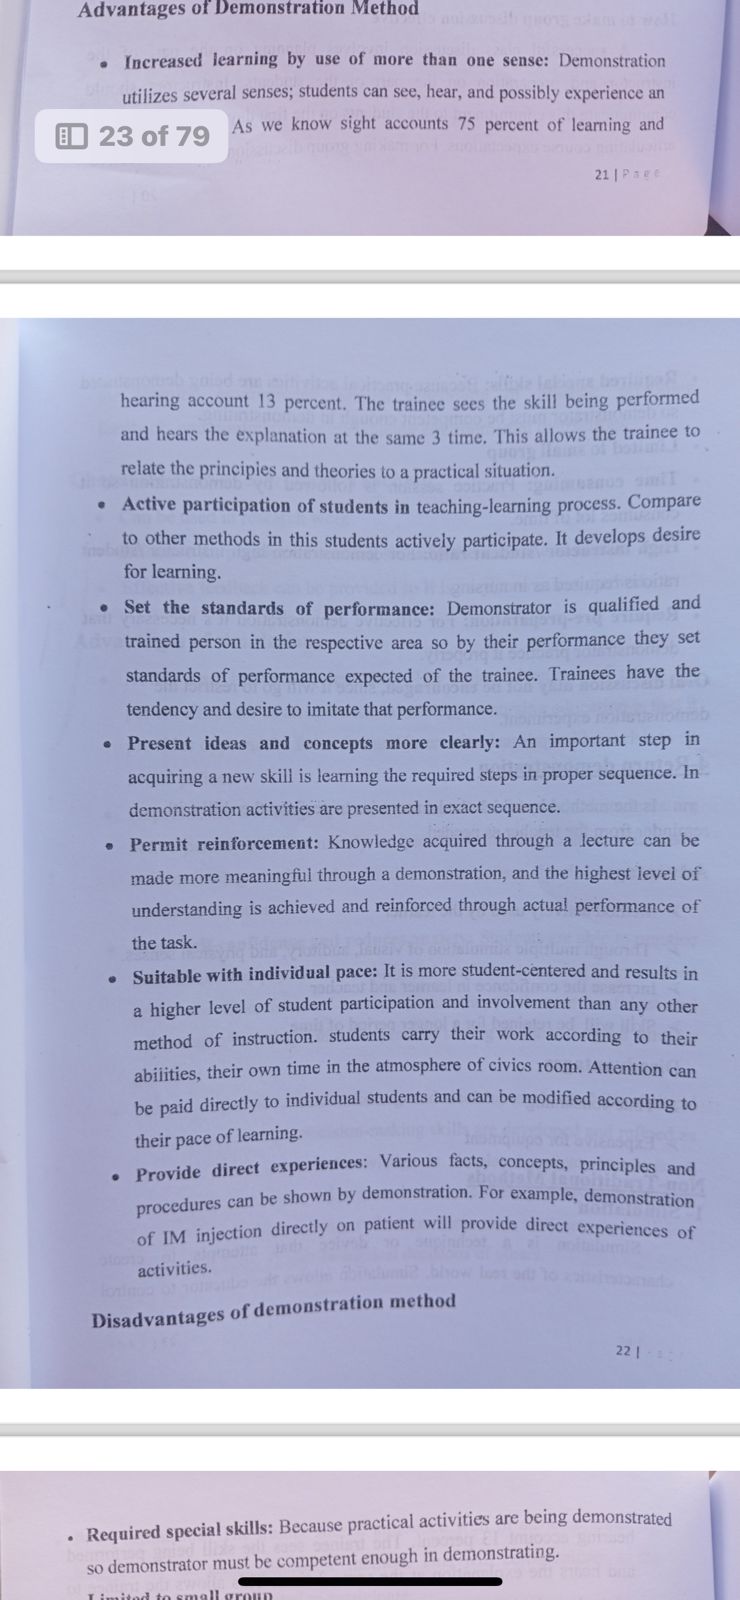 Advantages of Demonstration Method
• Increased learning by use of more than one sense: Demonstration
utilizes several senses; students can see, hear, and possibly experience an
23 of 79
As we know sight accounts 75 percent of learning and
21 | Page
hearing account 13 percent. The trainee sees the skill being performed
and hears the explanation at the same 3 time. This allows the trainee to
relate the principles and theories to a practical situation.
• Active participation of students in teaching-learning process. Compare
to other methods in this students actively participate. It develops desire
for learning.
• Set the standards of performance: Demonstrator is qualified and
trained person in the respective area so by their performance they set
standards of performance expected of the trainee. Trainees have the
tendency and desire to imitate that performance.
• Present ideas and concepts more clearly: An important step in
acquiring a new skill is learning the required steps in proper sequence. In
demonstration activities are presented in exact sequence.
• Permit reinforcement: Knowledge acquired through a lecture can be
made more meaningful through a demonstration, and the highest level of
understanding is achieved and reinforced through actual performance of
the task.
• Suitable with individual pace: It is more student-centered and results in
a higher level of student participation and involvement than any other
method of instruction. students carry their work according to their
abilities, their own time in the atmosphere of civics room. Attention can
be paid directly to individual students and can be modified according to
their pace of learning.
• Provide direct experiences: Various facts, concepts, principles and
procedures can be shown by demonstration. For example, demonstration
of IM injection directly on patient will provide direct experiences of
activities.
Disadvantages of demonstration method
22 |
• Required special skills: Because practical activities are being demonstrated
so demonstrator must be competent enough in demonstrating.
Limited to small group